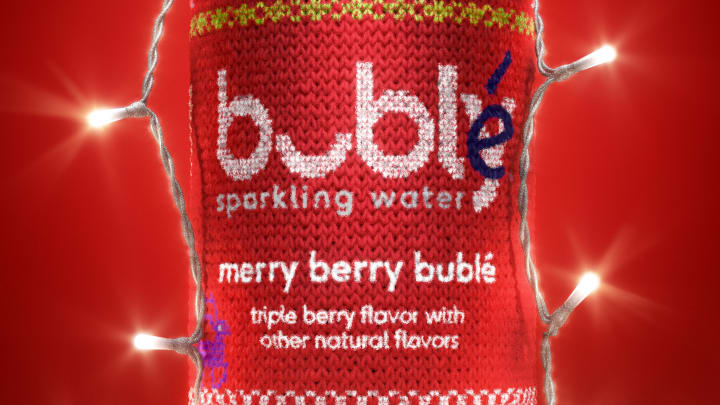 bublé
sparkling water
merry berry bublé
triple berry flavor with
other natural flavors